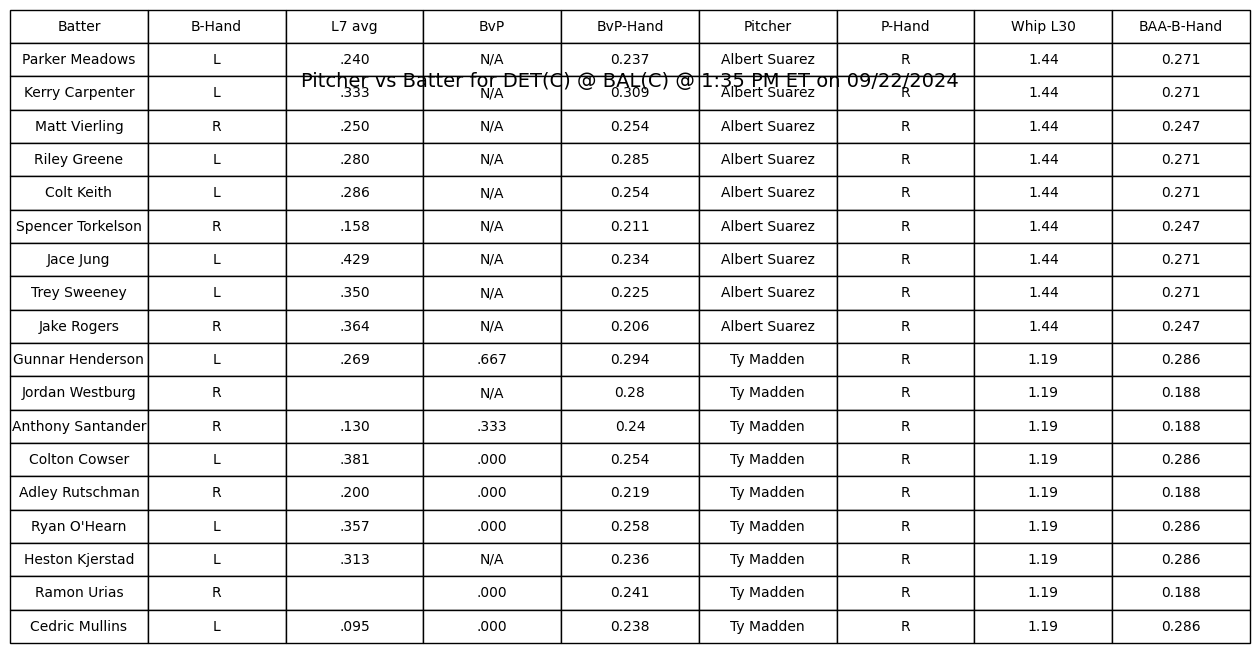 Batter B-Hand L7 avg BvP BvP-Hand Pitcher P-Hand Whip L30 BAA-B-Hand
Parker Meadows L .240 N/A 0.237 Albert Suarez R 1.44 0.271
Pitcher vs Batter for DET(C) @ BAL(C) @ 1:35 PM ET on 09/22/2024
Kerry Carpenter L .333 N/A 0.309 Albert Suarez R 1.44 0.271
Matt Vierling R .250 N/A 0.254 Albert Suarez R 1.44 0.247
Riley Greene L .280 N/A 0.285 Albert Suarez R 1.44 0.271
Colt Keith L .286 N/A 0.254 Albert Suarez R 1.44 0.271
Spencer Torkelson R .158 N/A 0.211 Albert Suarez R 1.44 0.247
Jace Jung L .429 N/A 0.234 Albert Suarez R 1.44 0.271
Trey Sweeney L .350 N/A 0.225 Albert Suarez R 1.44 0.271
Jake Rogers R .364 N/A 0.206 Albert Suarez R 1.44 0.247
Gunnar Henderson L .269 .667 0.294 Ty Madden R 1.19 0.286
Jordan Westburg R N/A 0.28 Ty Madden R 1.19 0.188
Anthony Santander R .130 .333 0.24 Ty Madden R 1.19 0.188
Colton Cowser L .381 .000 0.254 Ty Madden R 1.19 0.286
Adley Rutschman R .200 .000 0.219 Ty Madden R 1.19 0.188
Ryan O'Hearn L .357 .000 0.258 Ty Madden R 1.19 0.286
Heston Kjerstad L .313 N/A 0.236 Ty Madden R 1.19 0.286
Ramon Urias R .000 0.241 Ty Madden R 1.19 0.188
Cedric Mullins L .095 .000 0.238 Ty Madden R 1.19 0.286